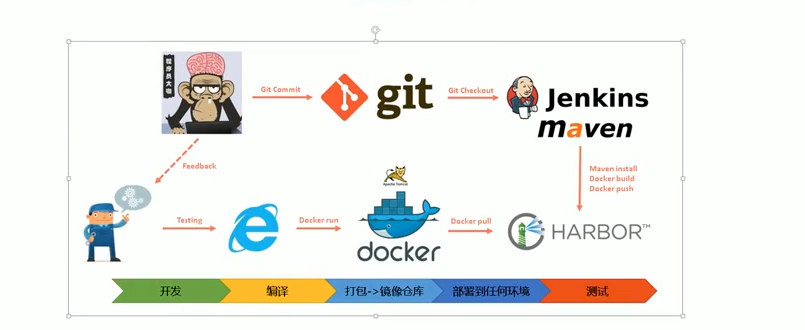 程序员大咖
Git Commit
git
Git Checkout
Jenkins
maven
Feedback
Maven install
Docker build
Docker push
Apache Tomcat
Testing
Docker run
docker
Docker pull
HARBOR™
开发
编译
打包->镜像仓库
部署到任何环境
测试